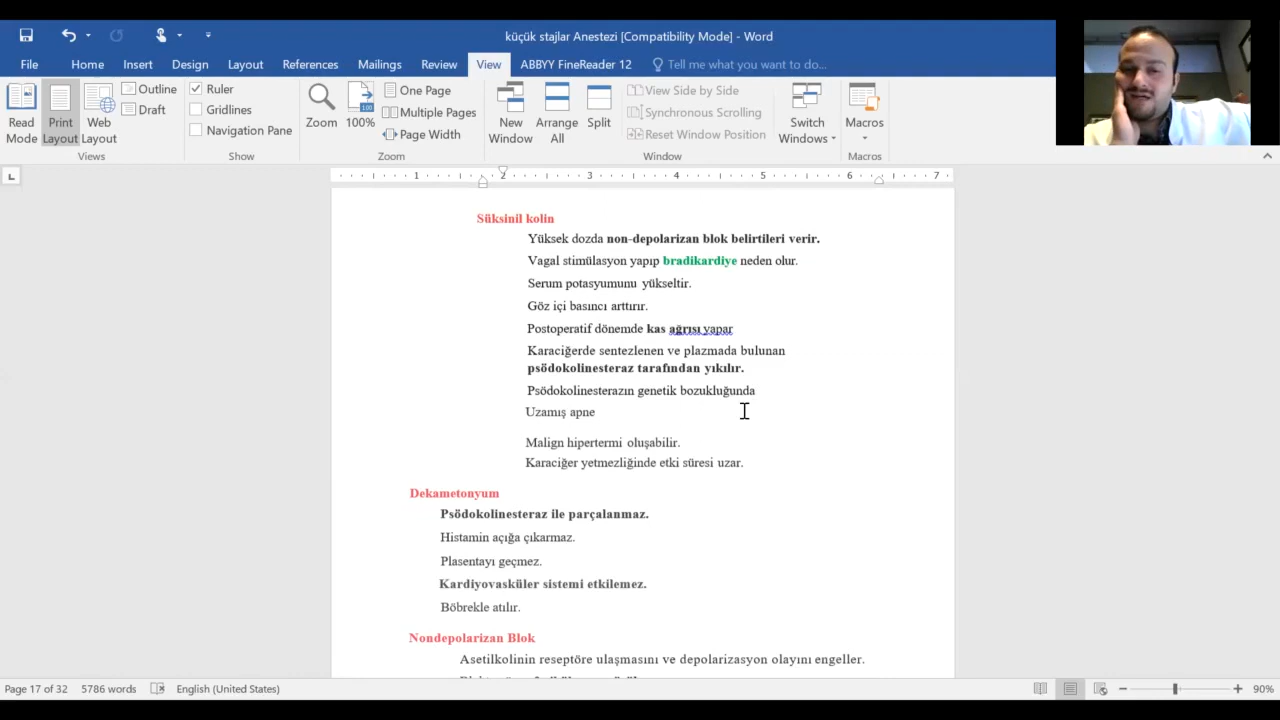 küçük stajlar Anestezi [Compatibility Mode] - Word
File Home Insert Design Layout References Mailings Review View ABBYY FineReader 12 Tell me what you want to do...
Read Mode
Print Layout
Web Layout
Outline
Draft
Views
Ruler
Gridlines
Navigation Pane
Show
Zoom
100%
One Page
Multiple Pages
Page Width
Zoom
New Window
Arrange All
Split
View Side by Side
Synchronous Scrolling
Reset Window Position
Window
Switch Windows
Macros
Macros
1 2 3 4 5 6 7
Süksinil kolin
Yüksek dozda non-depolarizan blok belirtileri verir.
Vagal stimülasyon yapıp bradikardiye neden olur.
Serum potasyumunu yükseltir.
Göz içi basıncı arttırır.
Postoperatif dönemde kas ağrısı yapar
Karaciğerde sentezlenen ve plazmada bulunan
psödokolinesteraz tarafından yıkılır.
Psödokolinesterazın genetik bozukluğunda
Uzamış apne
Malign hipertermi oluşabilir.
Karaciğer yetmezliğinde etki süresi uzar.
Dekametonyum
Psödokolinesteraz ile parçalanmaz.
Histamin açığa çıkarmaz.
Plasentayı geçmez.
Kardiyovasküler sistemi etkilemez.
Böbrekle atılır.
Nondepolarizan Blok
Asetilkolinin reseptöre ulaşmasını ve depolarizasyon olayını engeller.
Page 17 of 32 5786 words English (United States) 90%